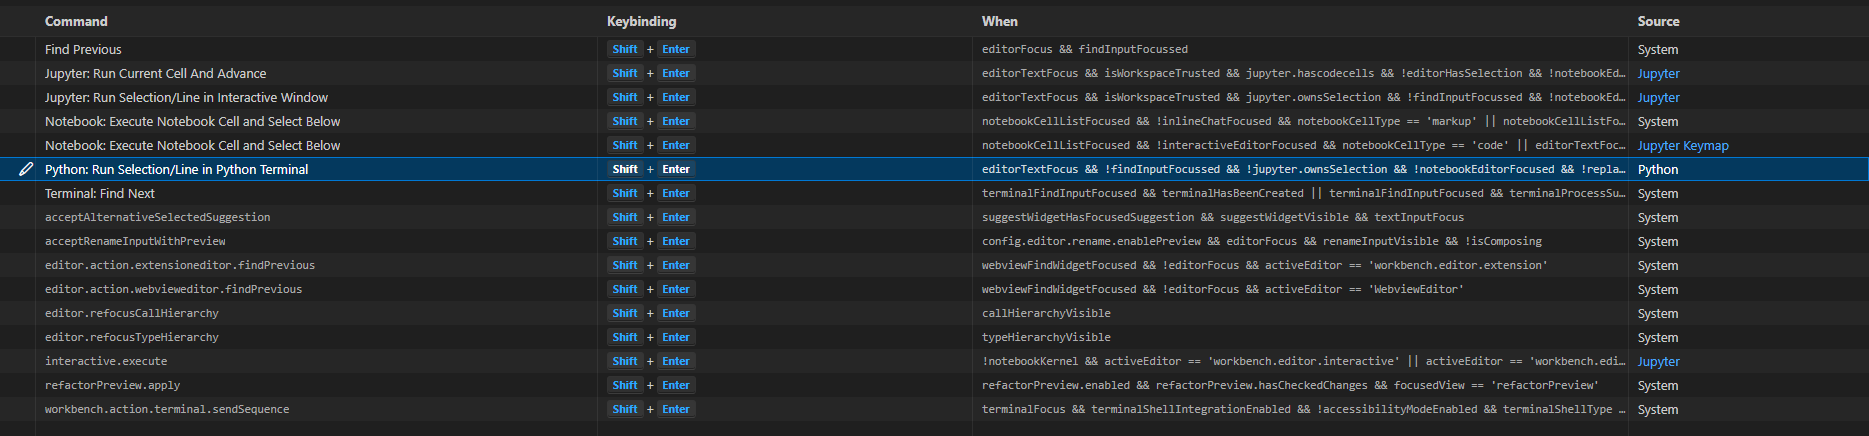 Command Keybinding When Source
Find Previous Shift + Enter editorFocus && findInputFocussed System
Jupyter: Run Current Cell And Advance Shift + Enter editorTextFocus && isWorkspaceTrusted && jupyter.hascodecells && !editorHasSelection && !notebookEd… Jupyter
Jupyter: Run Selection/Line in Interactive Window Shift + Enter editorTextFocus && isWorkspaceTrusted && jupyter.ownsSelection && !findInputFocussed && !notebookEd… Jupyter
Notebook: Execute Notebook Cell and Select Below Shift + Enter notebookCellListFocused && !inlineChatFocused && notebookCellType == 'markup' || notebookCellListFo… System
Notebook: Execute Notebook Cell and Select Below Shift + Enter notebookCellListFocused && !interactiveEditorFocused && notebookCellType == 'code' || editorTextFoc… Jupyter Keymap
Python: Run Selection/Line in Python Terminal Shift + Enter editorTextFocus && !findInputFocussed && !jupyter.ownsSelection && !notebookEditorFocused && !repla… Python
Terminal: Find Next Shift + Enter terminalFindInputFocused && terminalHasBeenCreated || terminalFindInputFocused && terminalProcessSu… System
acceptAlternativeSelectedSuggestion Shift + Enter suggestWidgetHasFocusedSuggestion && suggestWidgetVisible && textInputFocus System
acceptRenameInputWithPreview Shift + Enter config.editor.rename.enablePreview && editorFocus && renameInputVisible && !isComposing System
editor.action.extensioneditor.findPrevious Shift + Enter webviewFindWidgetFocused && !editorFocus && activeEditor == 'workbench.editor.extension' System
editor.action.webvieweditor.findPrevious Shift + Enter webviewFindWidgetFocused && !editorFocus && activeEditor == 'WebviewEditor' System
editor.refocusCallHierarchy Shift + Enter callHierarchyVisible System
editor.refocusTypeHierarchy Shift + Enter typeHierarchyVisible System
interactive.execute Shift + Enter !notebookKernel && activeEditor == 'workbench.editor.interactive' || activeEditor == 'workbench.edi… Jupyter
refactorPreview.apply Shift + Enter refactorPreview.enabled && refactorPreview.hasCheckedChanges && focusedView == 'refactorPreview' System
workbench.action.terminal.sendSequence Shift + Enter terminalFocus && terminalShellIntegrationEnabled && !accessibilityModeEnabled && terminalShellType … System